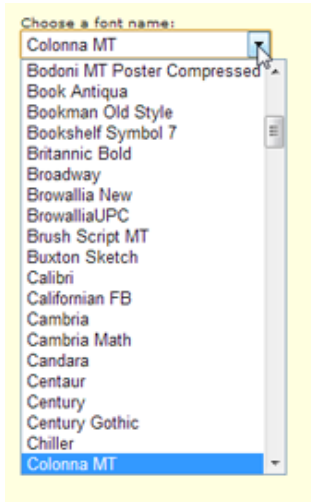 Choose a font name:
Colonna MT
Bodoni MT Poster Compressed
Book Antiqua
Bookman Old Style
Bookshelf Symbol 7
Britannic Bold
Broadway
Browallia New
BrowalliaUPC
Brush Script MT
Buxton Sketch
Calibri
Californian FB
Cambria
Cambria Math
Candara
Centaur
Century
Century Gothic
Chiller
Colonna MT